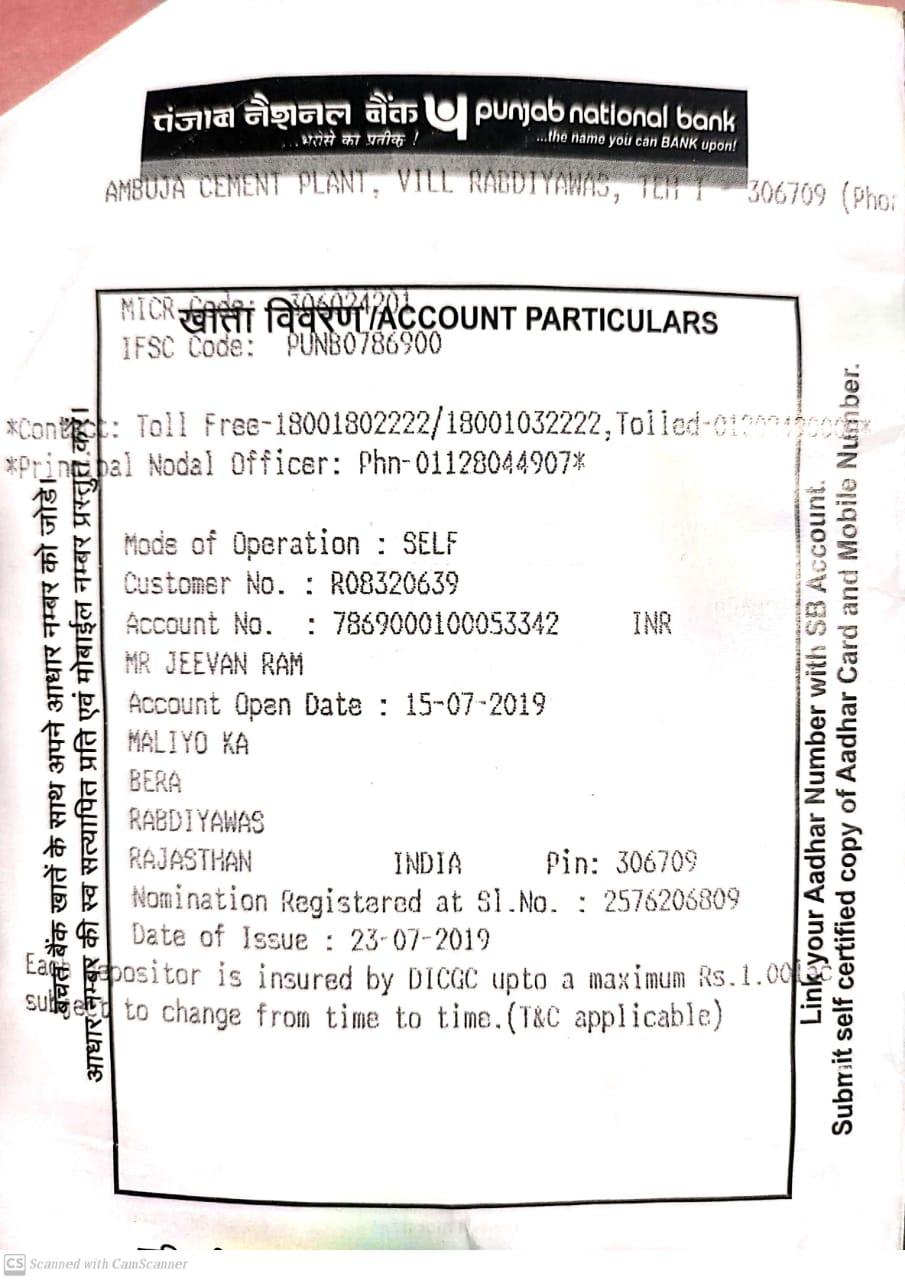 पंजाब नैशनल बैंक punjab national bank
...भरोसे का प्रतीक ! ...the name you can BANK upon!
AMBUJA CEMENT PLANT, VILL RABDIYAWAS, TEH 306709
MICR Code: 306024201
खाता विवरण/ACCOUNT PARTICULARS
IFSC Code: PUNB0786900
*Contact: Toll Free-18001802222/18001032222,Tolled-
*Principal Nodal Officer: Phn-01128044907*
Mode of Operation : SELF
Customer No. : R08320639
Account No. : 7869000100053342 INR
MR JEEVAN RAM
Account Open Date : 15-07-2019
MALIYO KA
BERA
RABDIYAWAS
RAJASTHAN INDIA Pin: 306709
Nomination Registered at Sl.No. : 2576206809
Date of Issue : 23-07-2019
Each depositor is insured by DICGC upto a maximum Rs.1.00lac
subject to change from time to time.(T&C applicable)
बचत बैंक खातें के साथ अपने आधार नम्बर को जोडे।
आधार नम्बर की स्व सत्यापित प्रति एवं मोबाईल नम्बर प्रस्तुत करें।
Link your Aadhar Number with SB Account.
Submit self certified copy of Aadhar Card and Mobile Number.
CS Scanned with CamScanner